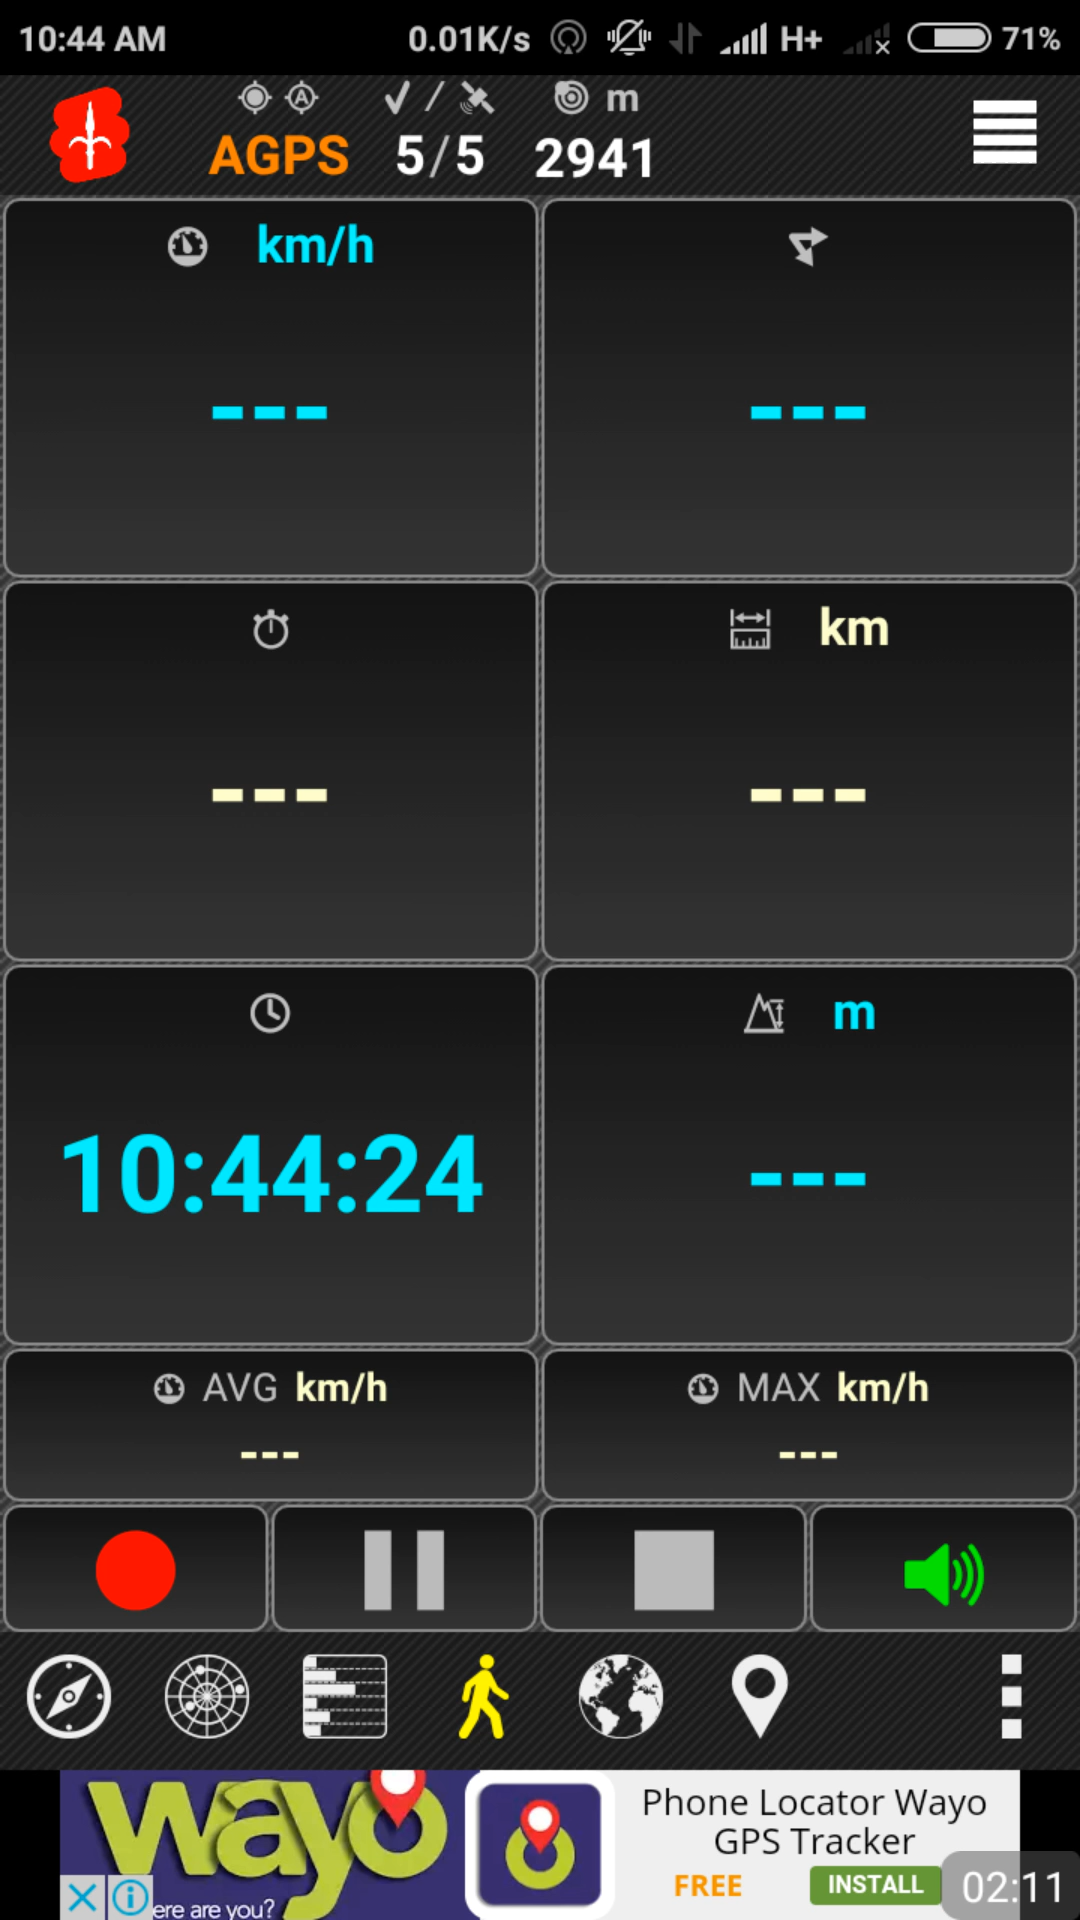 10:44 AM 0.01K/s H+ 71%
A / m
AGPS 5/5 2941
km/h
---
---
km
---
---
m
10:44:24
---
AVG km/h
MAX km/h
---
---
wayo
ere are you?
Phone Locator Wayo
GPS Tracker
FREE INSTALL
02:11